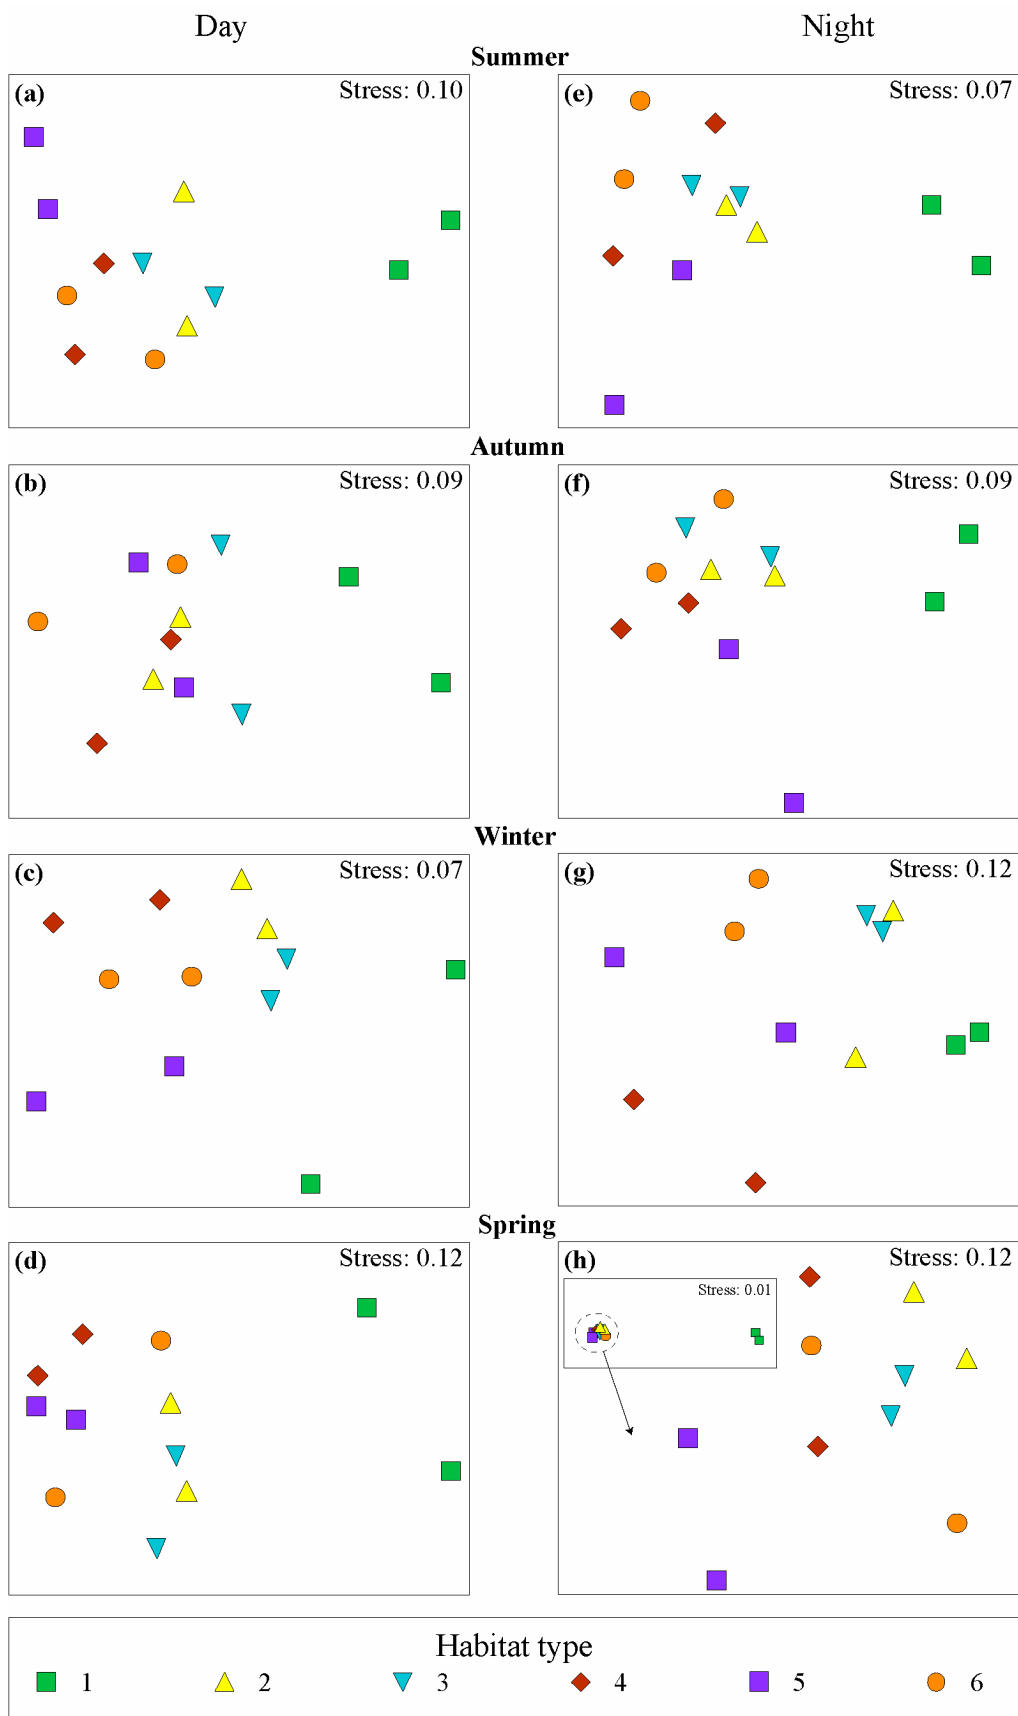 Day Night
Summer
(a) Stress: 0.10
(e) Stress: 0.07
Autumn
(b) Stress: 0.09
(f) Stress: 0.09
Winter
(c) Stress: 0.07
(g) Stress: 0.12
Spring
(d) Stress: 0.12
(h) Stress: 0.12
Stress: 0.01
Habitat type
1 2 3 4 5 6